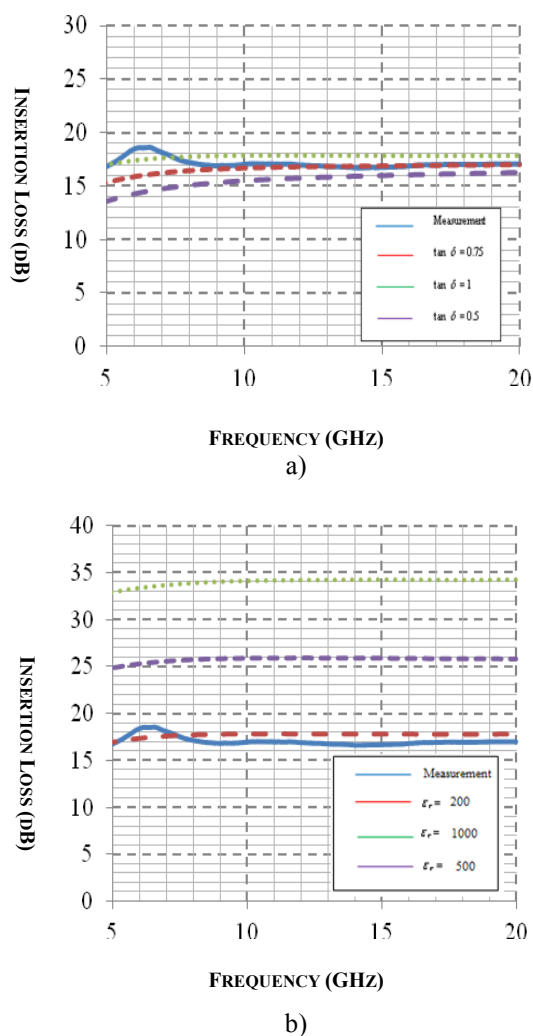 30
25
20
15
10
5
0
INSERTION LOSS (DB)
Measurement
tan δ = 0.75
tan δ = 1
tan δ = 0.5
5 10 15 20
FREQUENCY (GHZ)
a)
40
35
30
25
20
15
10
5
0
INSERTION LOSS (DB)
Measurement
εr = 200
εr = 1000
εr = 500
5 10 15 20
FREQUENCY (GHZ)
b)